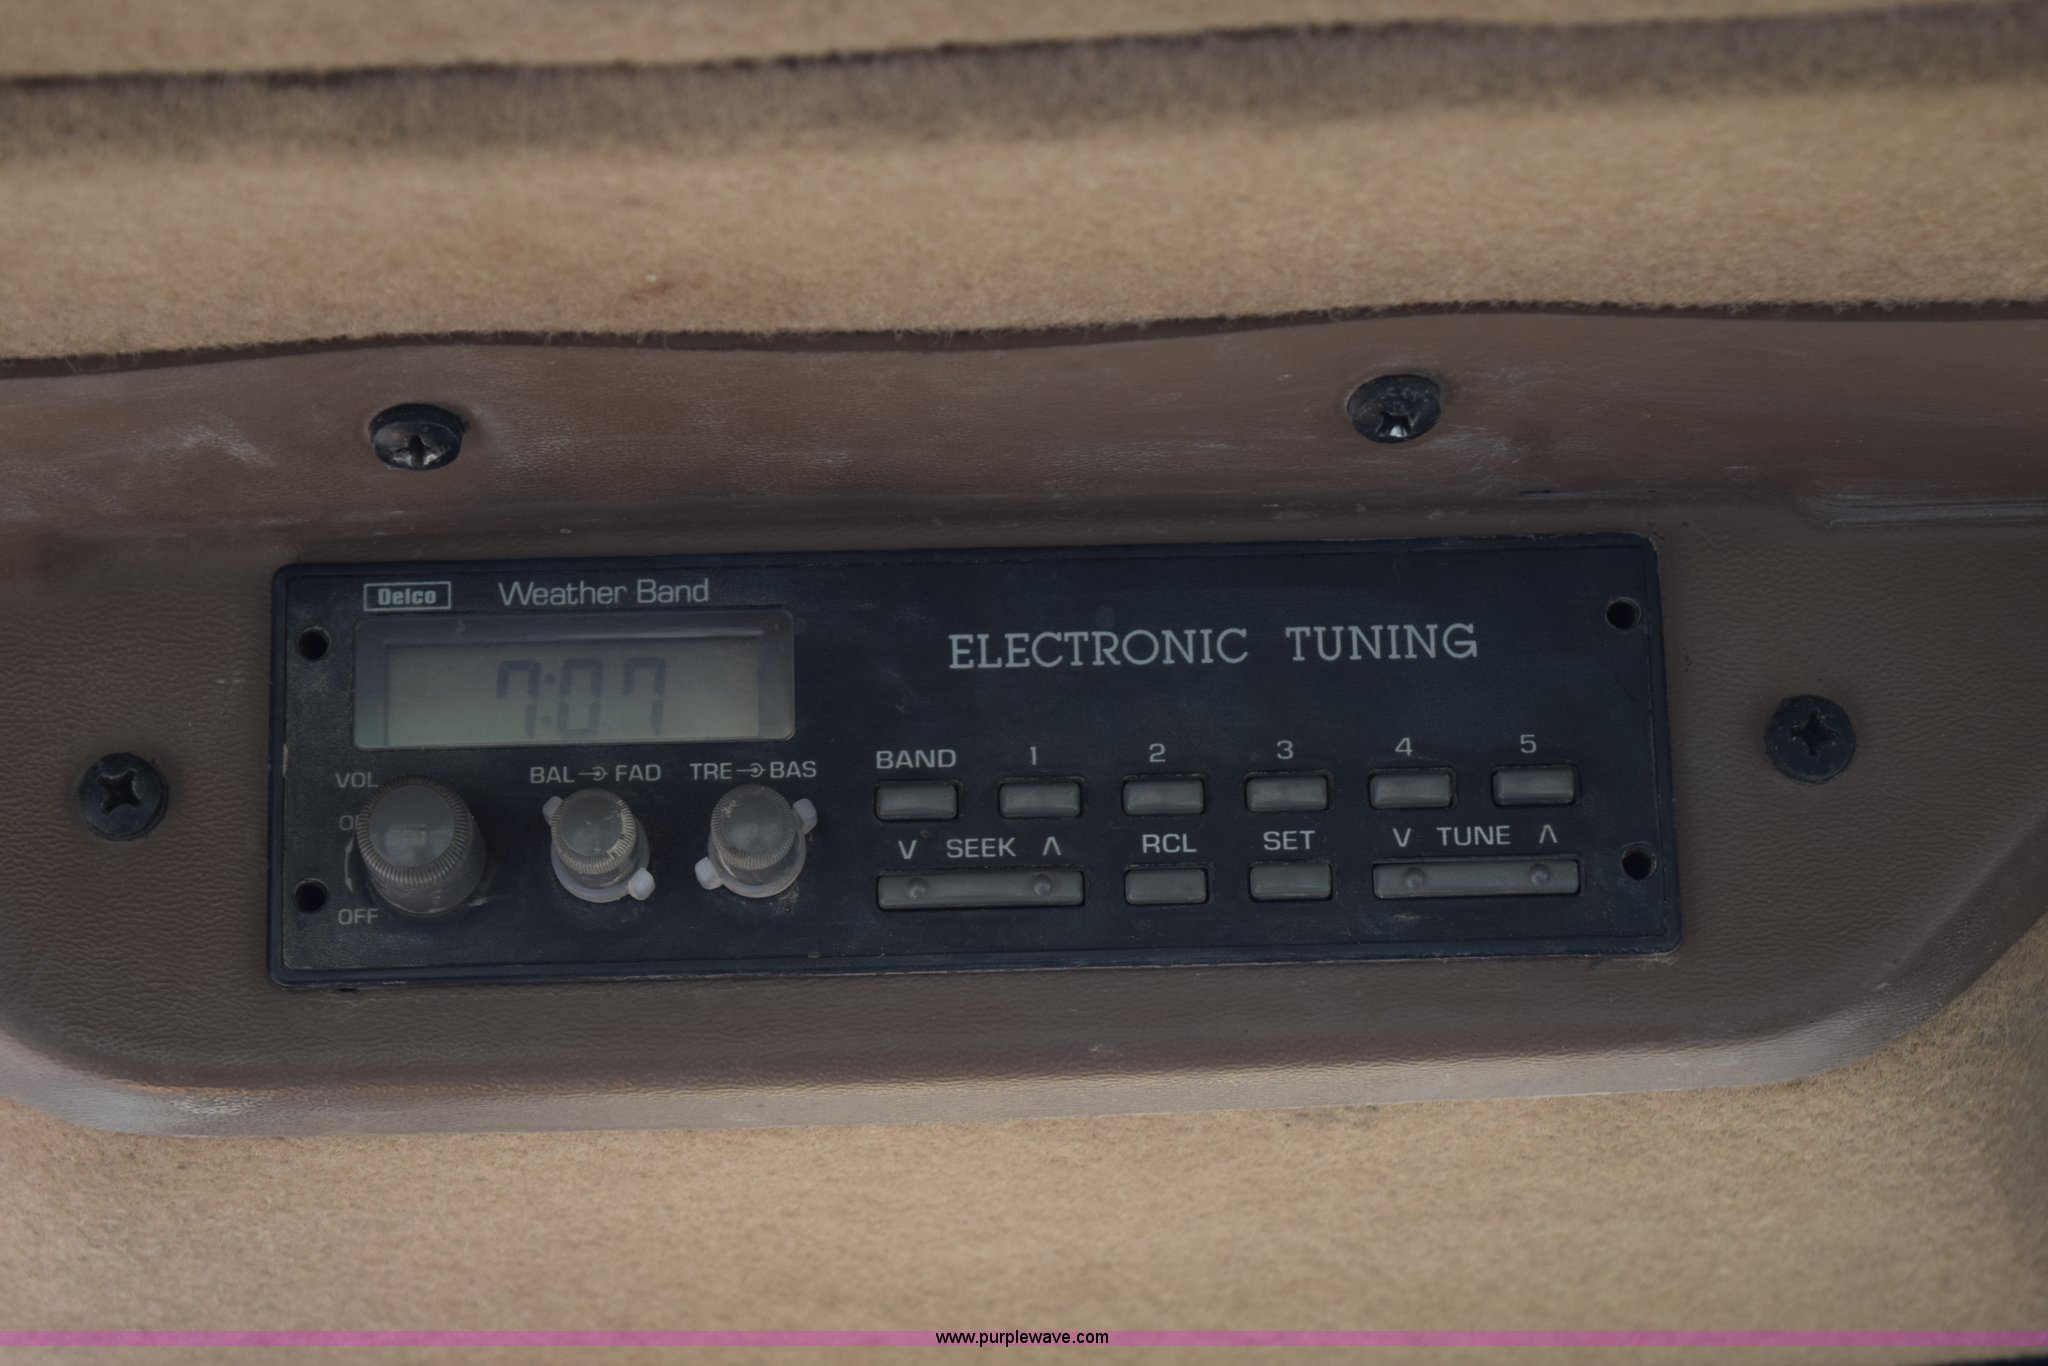 Delco Weather Band
7:07
ELECTRONIC TUNING
VOL BAL FAD TRE BAS
BAND 1 2 3 4 5
V SEEK Λ RCL SET V TUNE Λ
OFF
www.purplewave.com